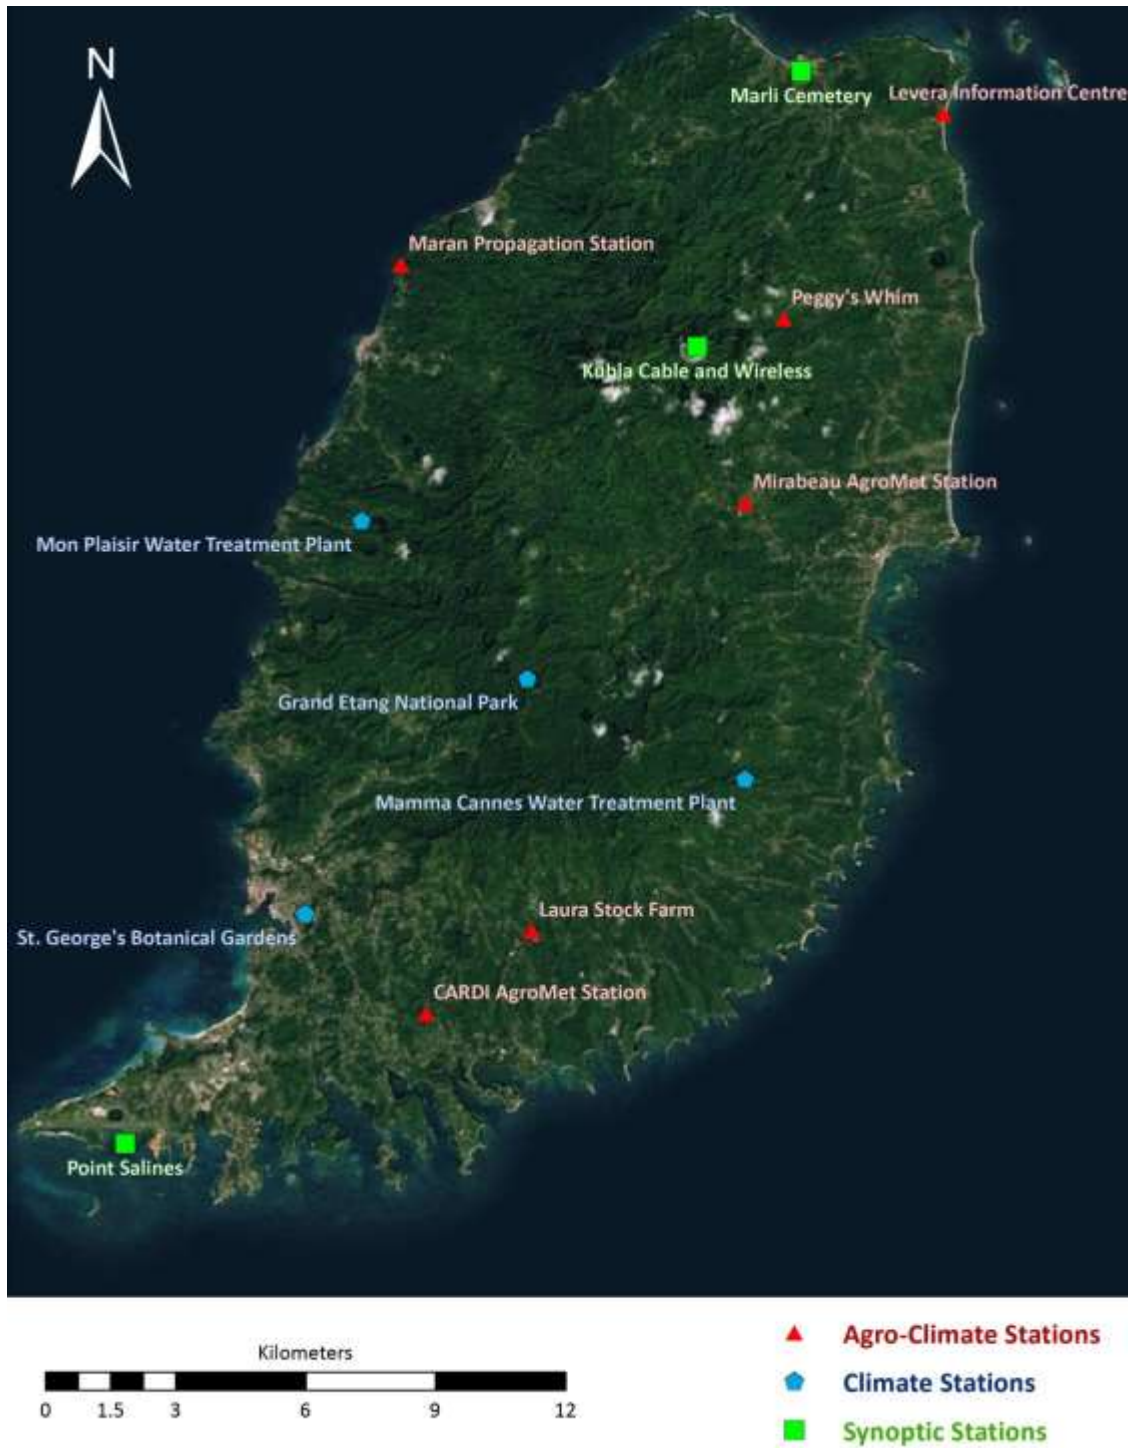 N
Marli Cemetery
Levera Information Centre
Maran Propagation Station
Peggy's Whim
Kubla Cable and Wireless
Mirabeau AgroMet Station
Mon Plaisir Water Treatment Plant
Grand Etang National Park
Mamma Cannes Water Treatment Plant
Laura Stock Farm
St. George's Botanical Gardens
CARDI AgroMet Station
Point Salines
Kilometers
0 1.5 3 6 9 12
Agro-Climate Stations
Climate Stations
Synoptic Stations